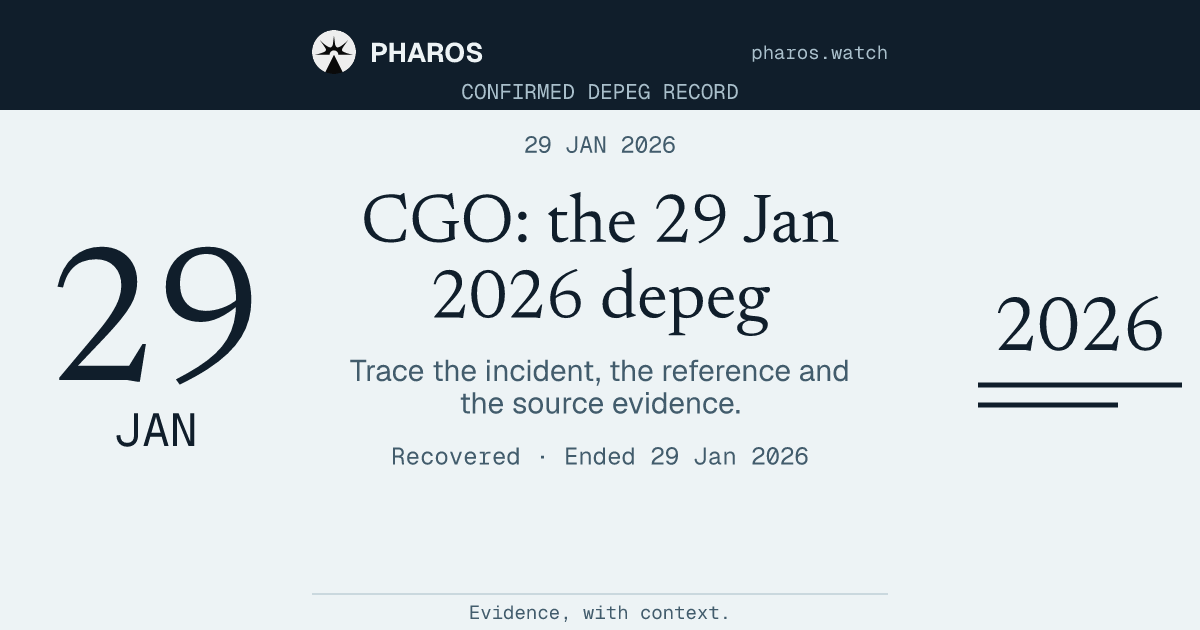 PHAROS
pharos.watch
CONFIRMED DEPEG RECORD
29 JAN 2026
CGO: the 29 Jan
2026 depeg
Trace the incident, the reference and
the source evidence.
Recovered · Ended 29 Jan 2026
29
JAN
2026
Evidence, with context.